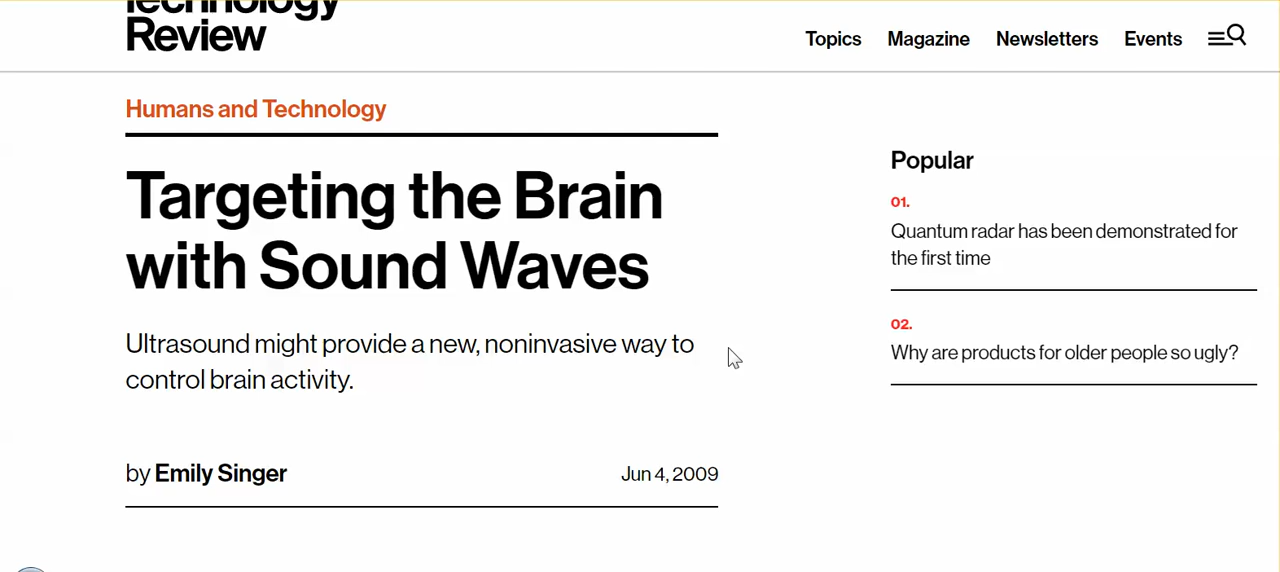 Technology
Review
Topics Magazine Newsletters Events
Humans and Technology
Targeting the Brain
with Sound Waves
Ultrasound might provide a new, noninvasive way to
control brain activity.
by Emily Singer Jun 4, 2009
Popular
01.
Quantum radar has been demonstrated for
the first time
02.
Why are products for older people so ugly?